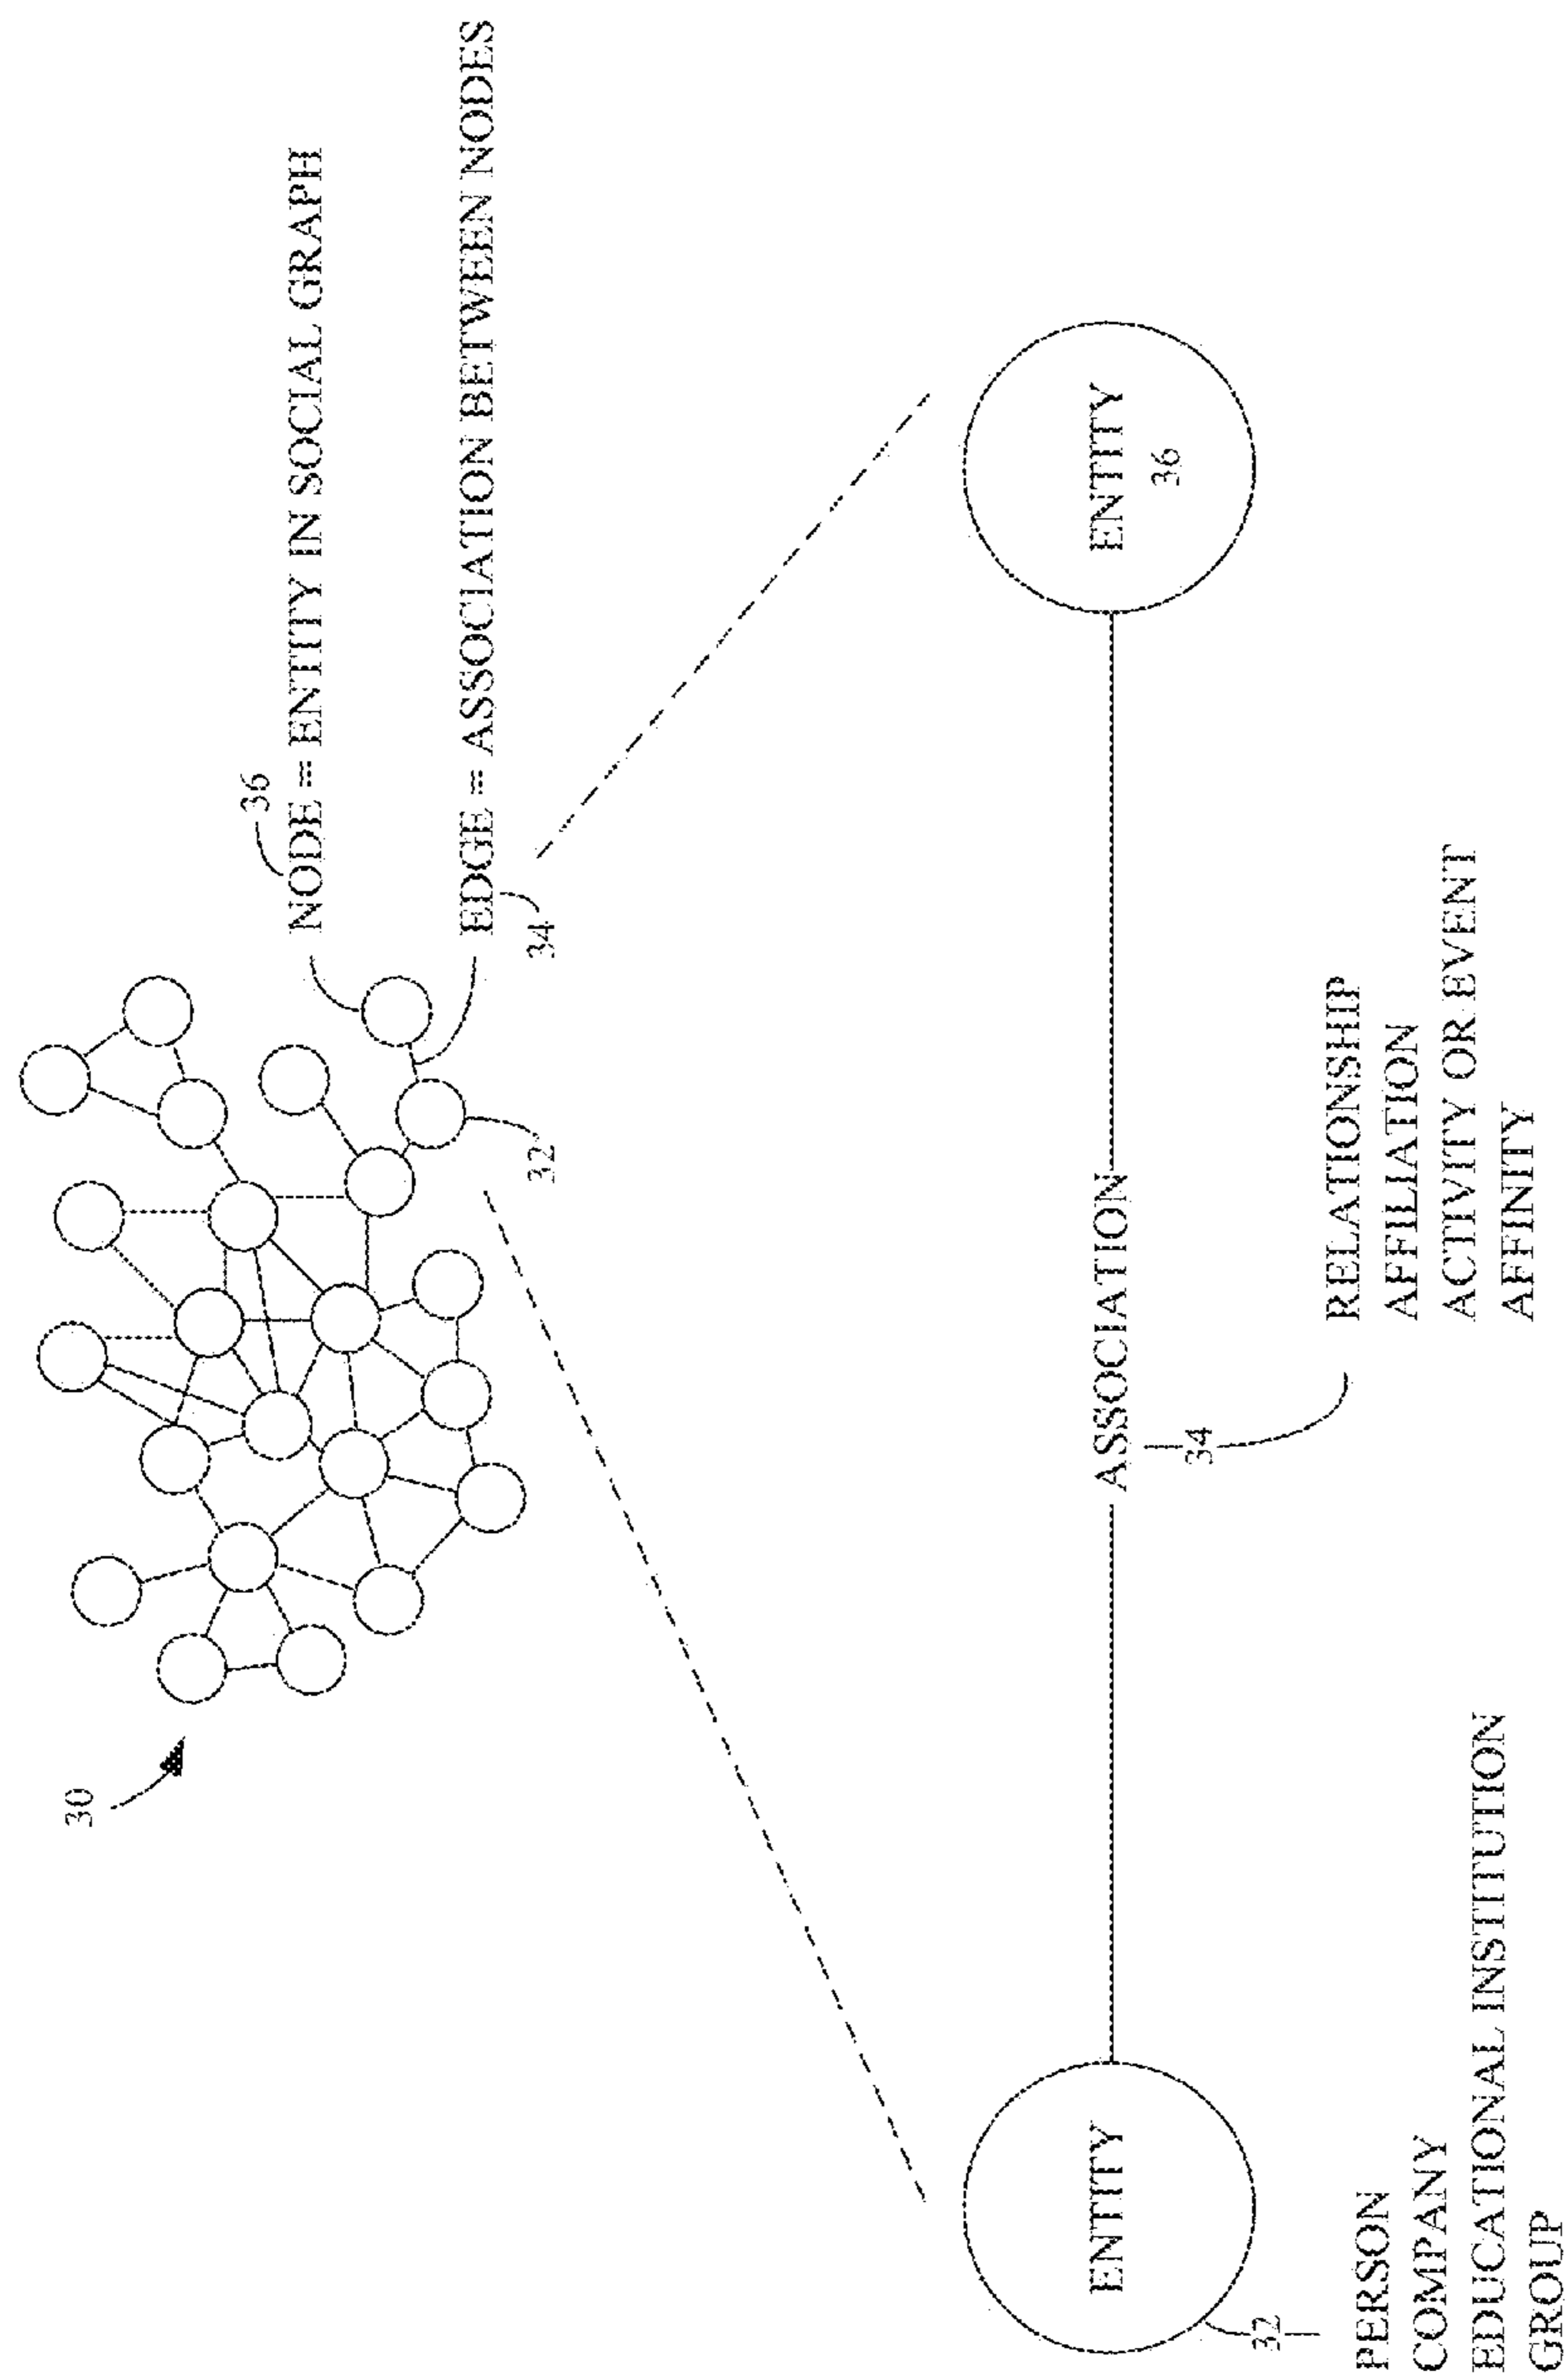 30
36
NODE = ENTITY IN SOCIAL GRAPH
EDGE = ASSOCIATION BETWEEN NODES
34
32
ENTITY
ASSOCIATION
ENTITY
36
32
34
PERSON
COMPANY
EDUCATIONAL INSTITUTION
GROUP
RELATIONSHIP
AFFILIATION
ACTIVITY OR EVENT
AFFINITY